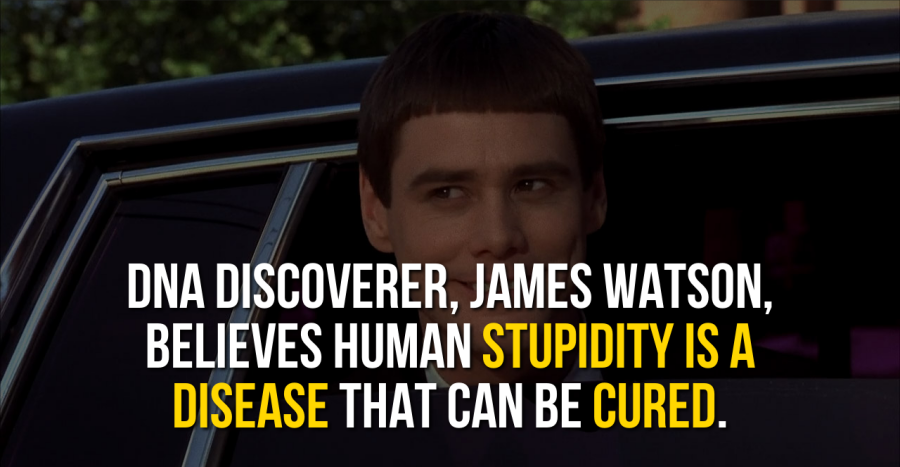 DNA DISCOVERER, JAMES WATSON,
BELIEVES HUMAN STUPIDITY IS A
DISEASE THAT CAN BE CURED.